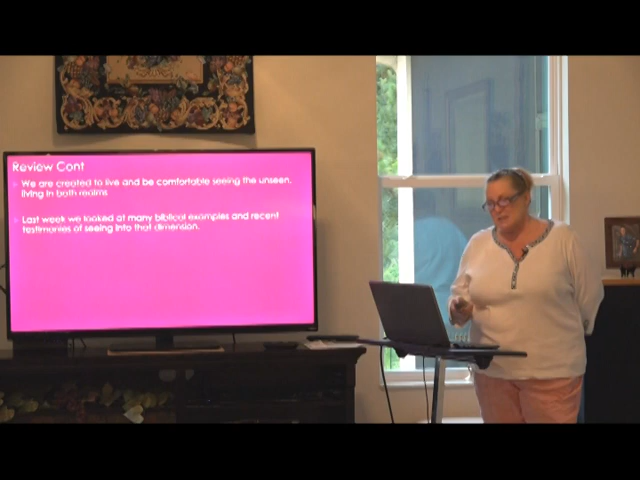 Review Cont
We are created to live and be comfortable seeing the unseen,
living in both realms
Last week we looked at many biblical examples and recent
testimonies of seeing into that dimension.